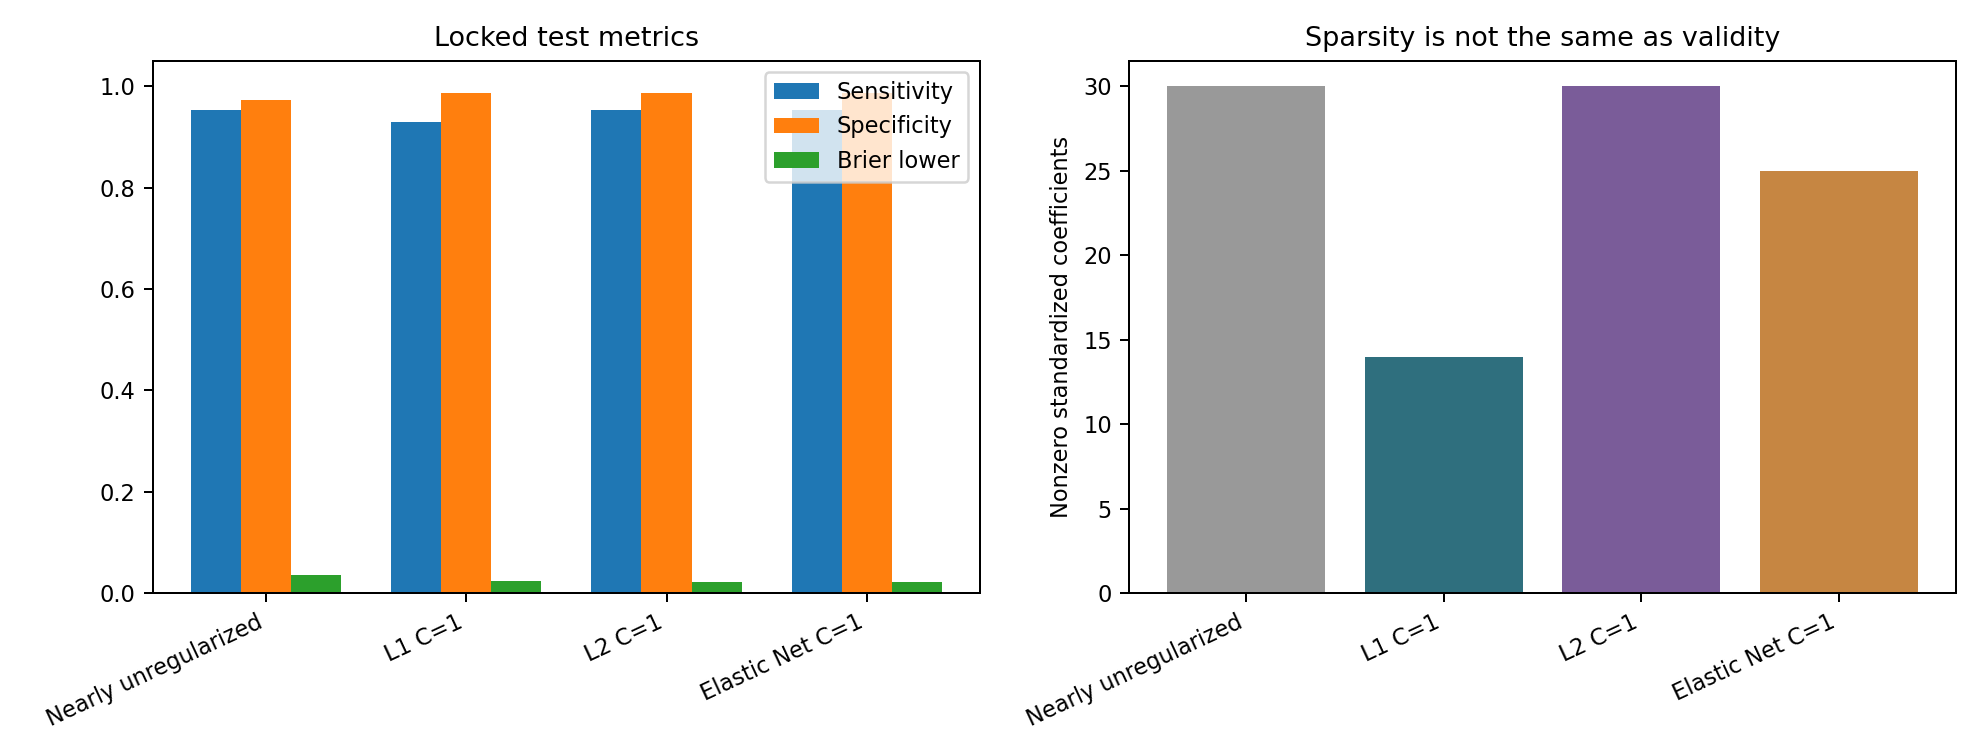 Locked test metrics
1.0
0.8
0.6
0.4
0.2
0.0
Sensitivity
Specificity
Brier lower
Nearly unregularized
L1 C=1
L2 C=1
Elastic Net C=1
Sparsity is not the same as validity
Nonzero standardized coefficients
30
25
20
15
10
5
0
Nearly unregularized
L1 C=1
L2 C=1
Elastic Net C=1